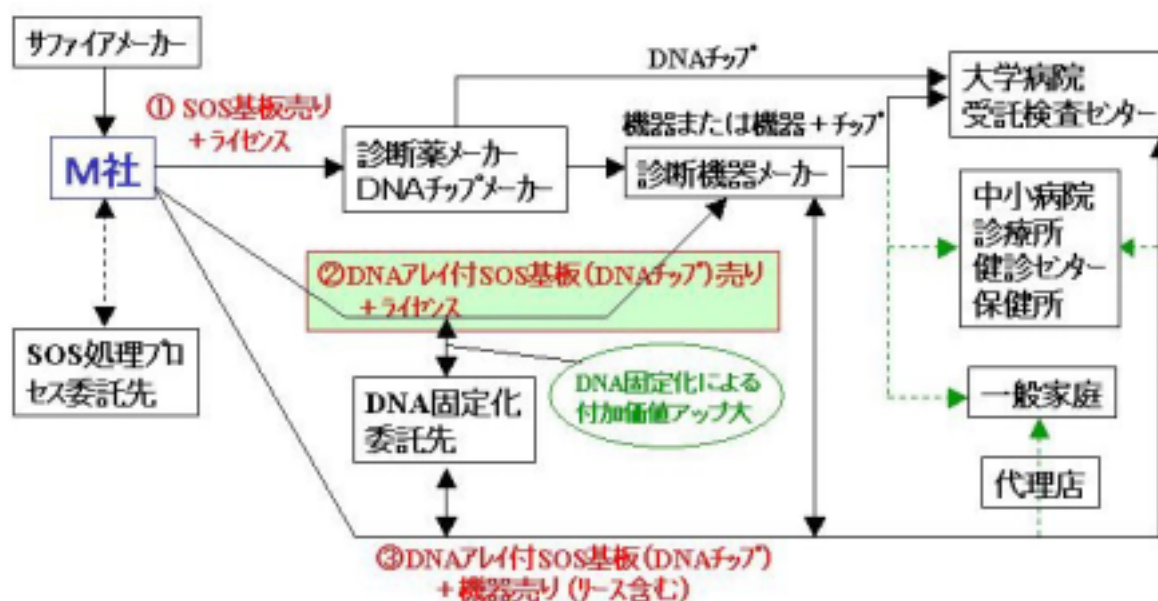 サファイアメーカー
M社
SOS処理プロ
セス委託先
① SOS基板売り
+ライセンス
診断薬メーカー
DNAチップメーカー
DNAチップ
機器または機器+チップ
診断機器メーカー
大学病院
受託検査センター
中小病院
診療所
健診センター
保健所
一般家庭
代理店
②DNAアレイ付SOS基板(DNAチップ)売り
+ライセンス
DNA固定化による
付加価値アップ大
DNA固定化
委託先
③DNAアレイ付SOS基板(DNAチップ)
+機器売り(リース含む)